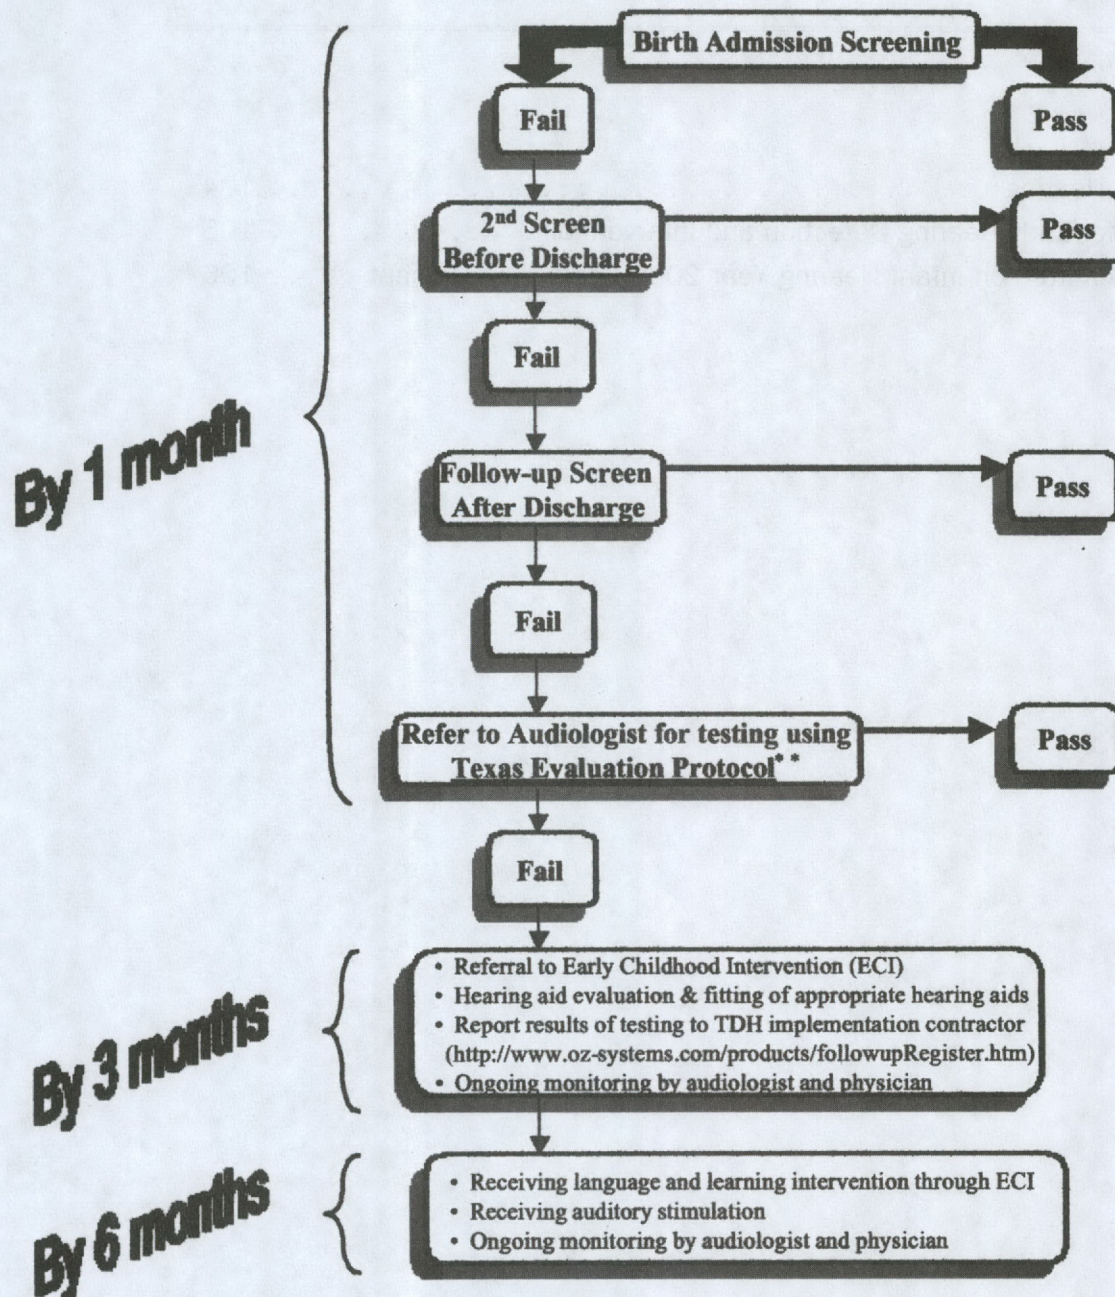 Birth Admission Screening
Fail
Pass
2nd Screen
Before Discharge
Pass
Fail
By 1 month
Follow-up Screen
After Discharge
Pass
Fail
Refer to Audiologist for testing using
Texas Evaluation Protocol**
Pass
Fail
By 3 months
• Referral to Early Childhood Intervention (ECI)
• Hearing aid evaluation & fitting of appropriate hearing aids
• Report results of testing to TDH implementation contractor
(http://www.oz-systems.com/products/followupRegister.htm)
• Ongoing monitoring by audiologist and physician
By 6 months
• Receiving language and learning intervention through ECI
• Receiving auditory stimulation
• Ongoing monitoring by audiologist and physician